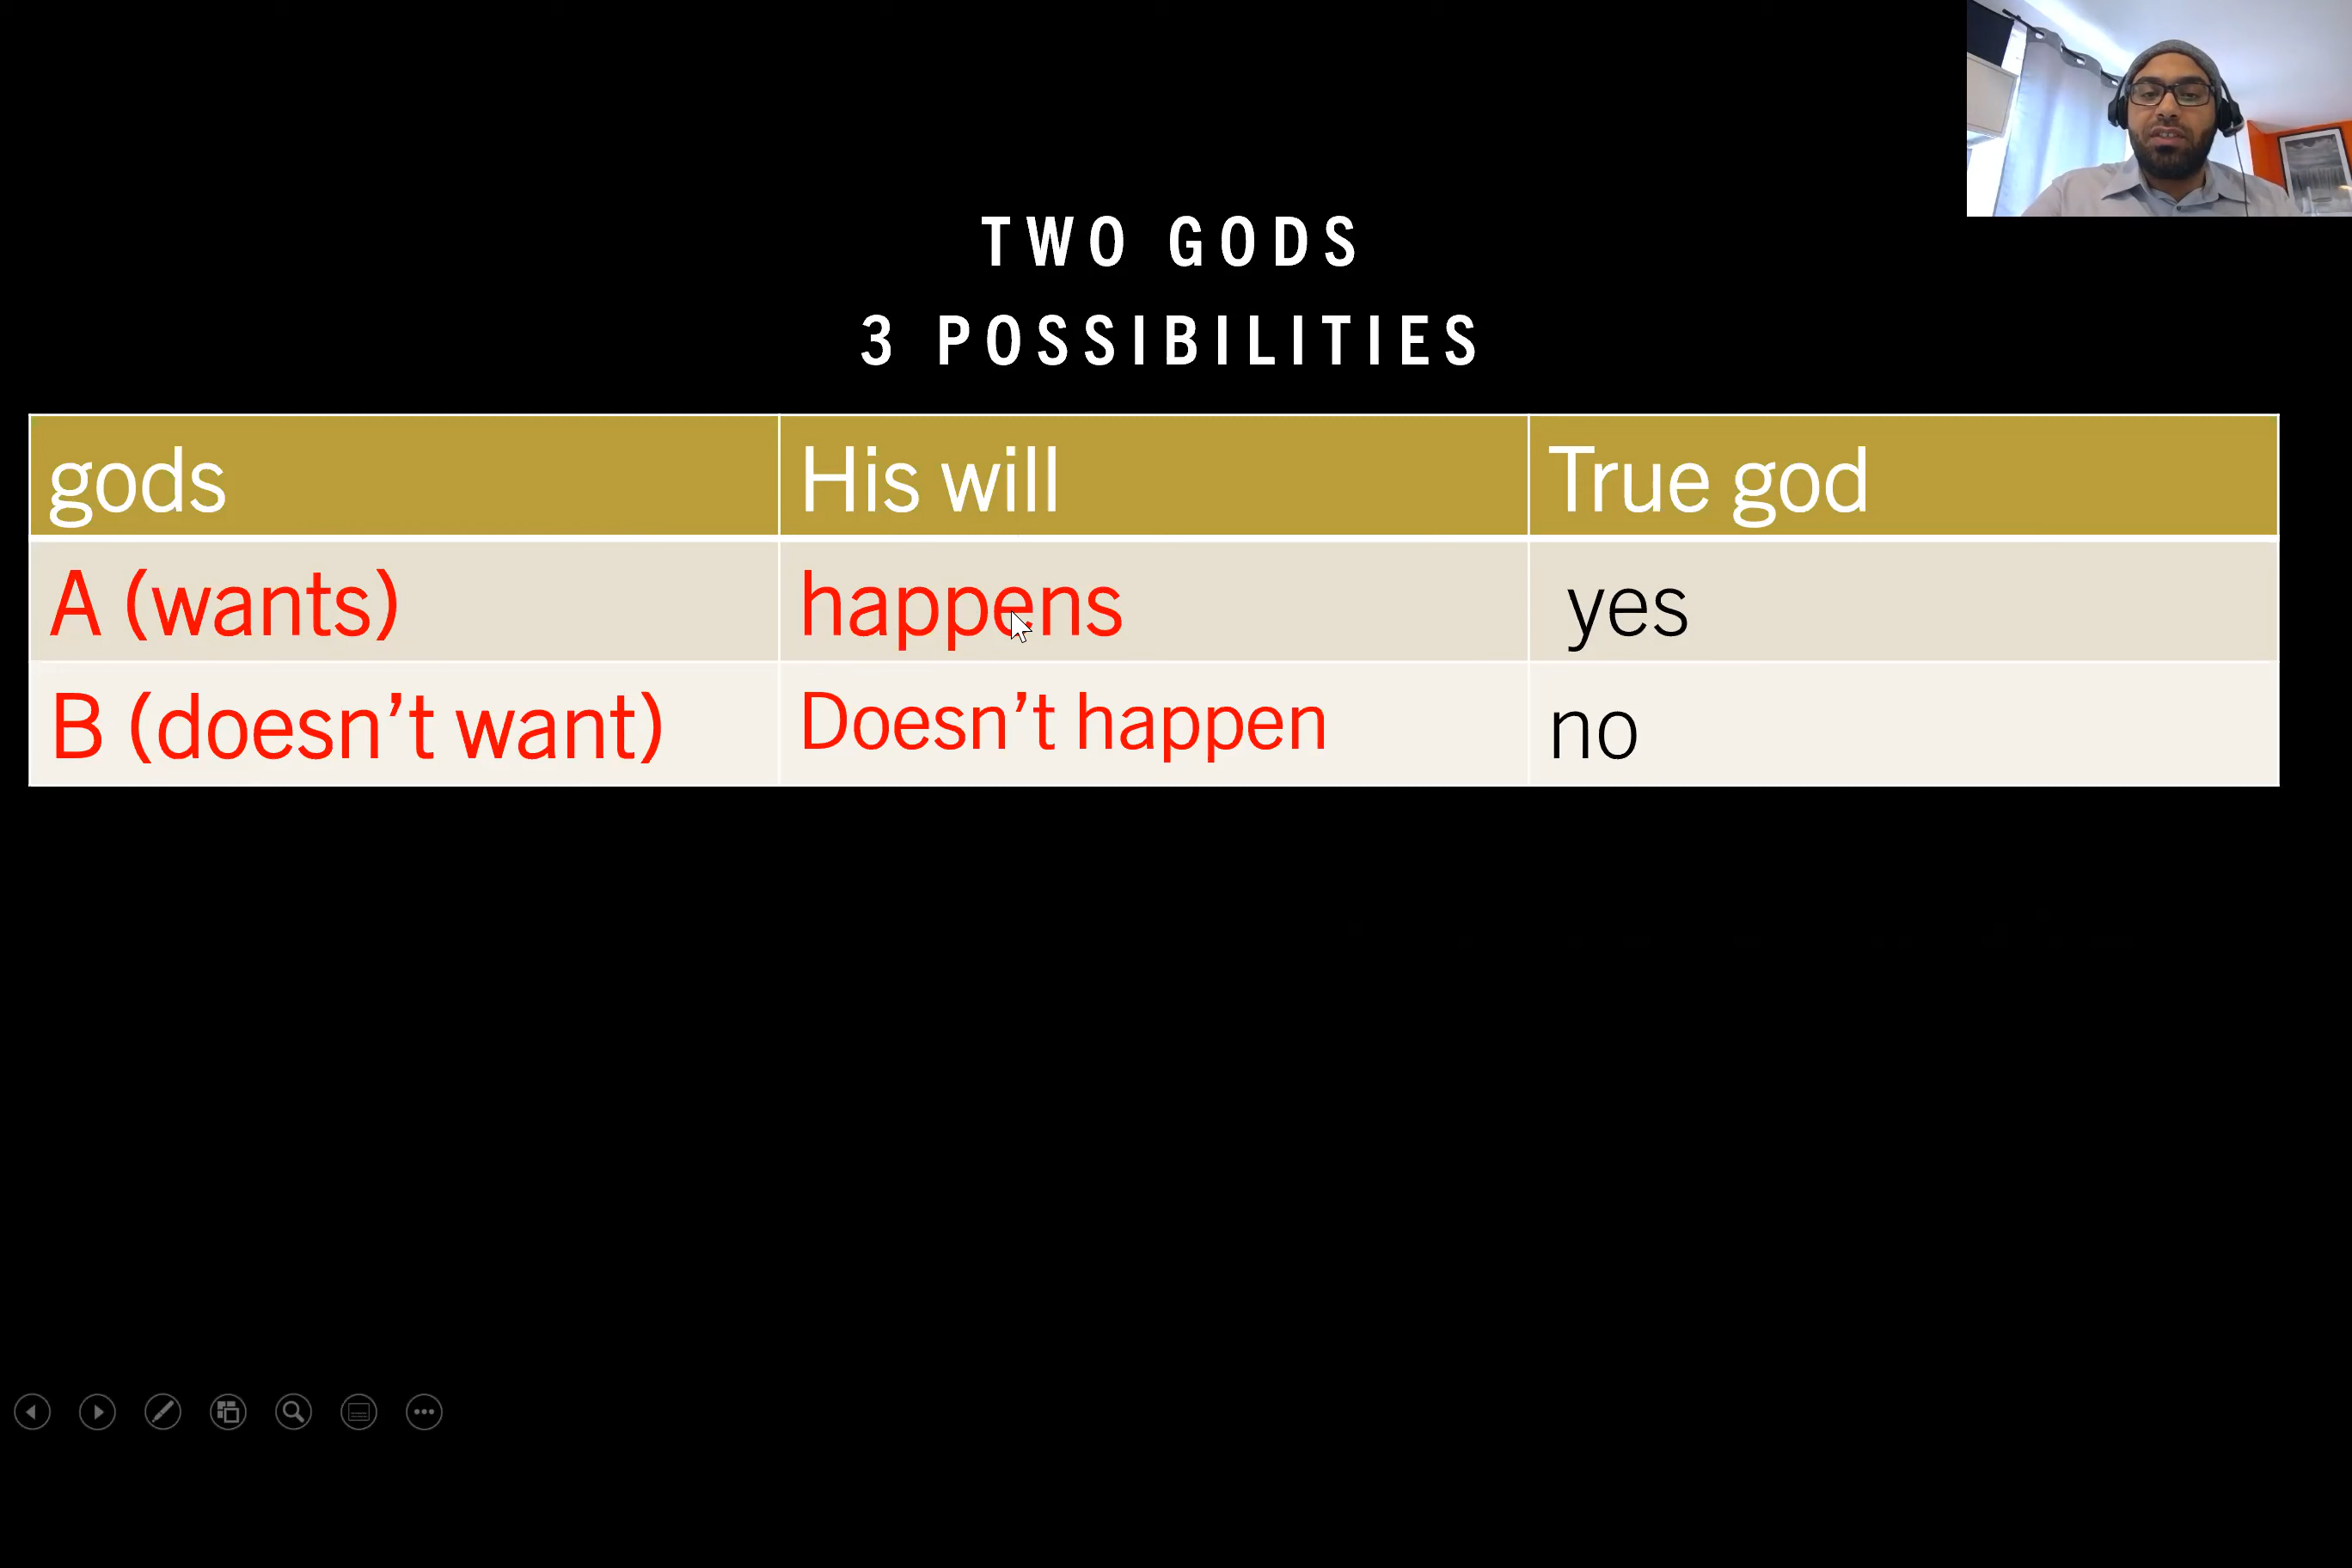 TWO GODS
3 POSSIBILITIES
gods His will True god
A (wants) happens yes
B (doesn’t want) Doesn’t happen no